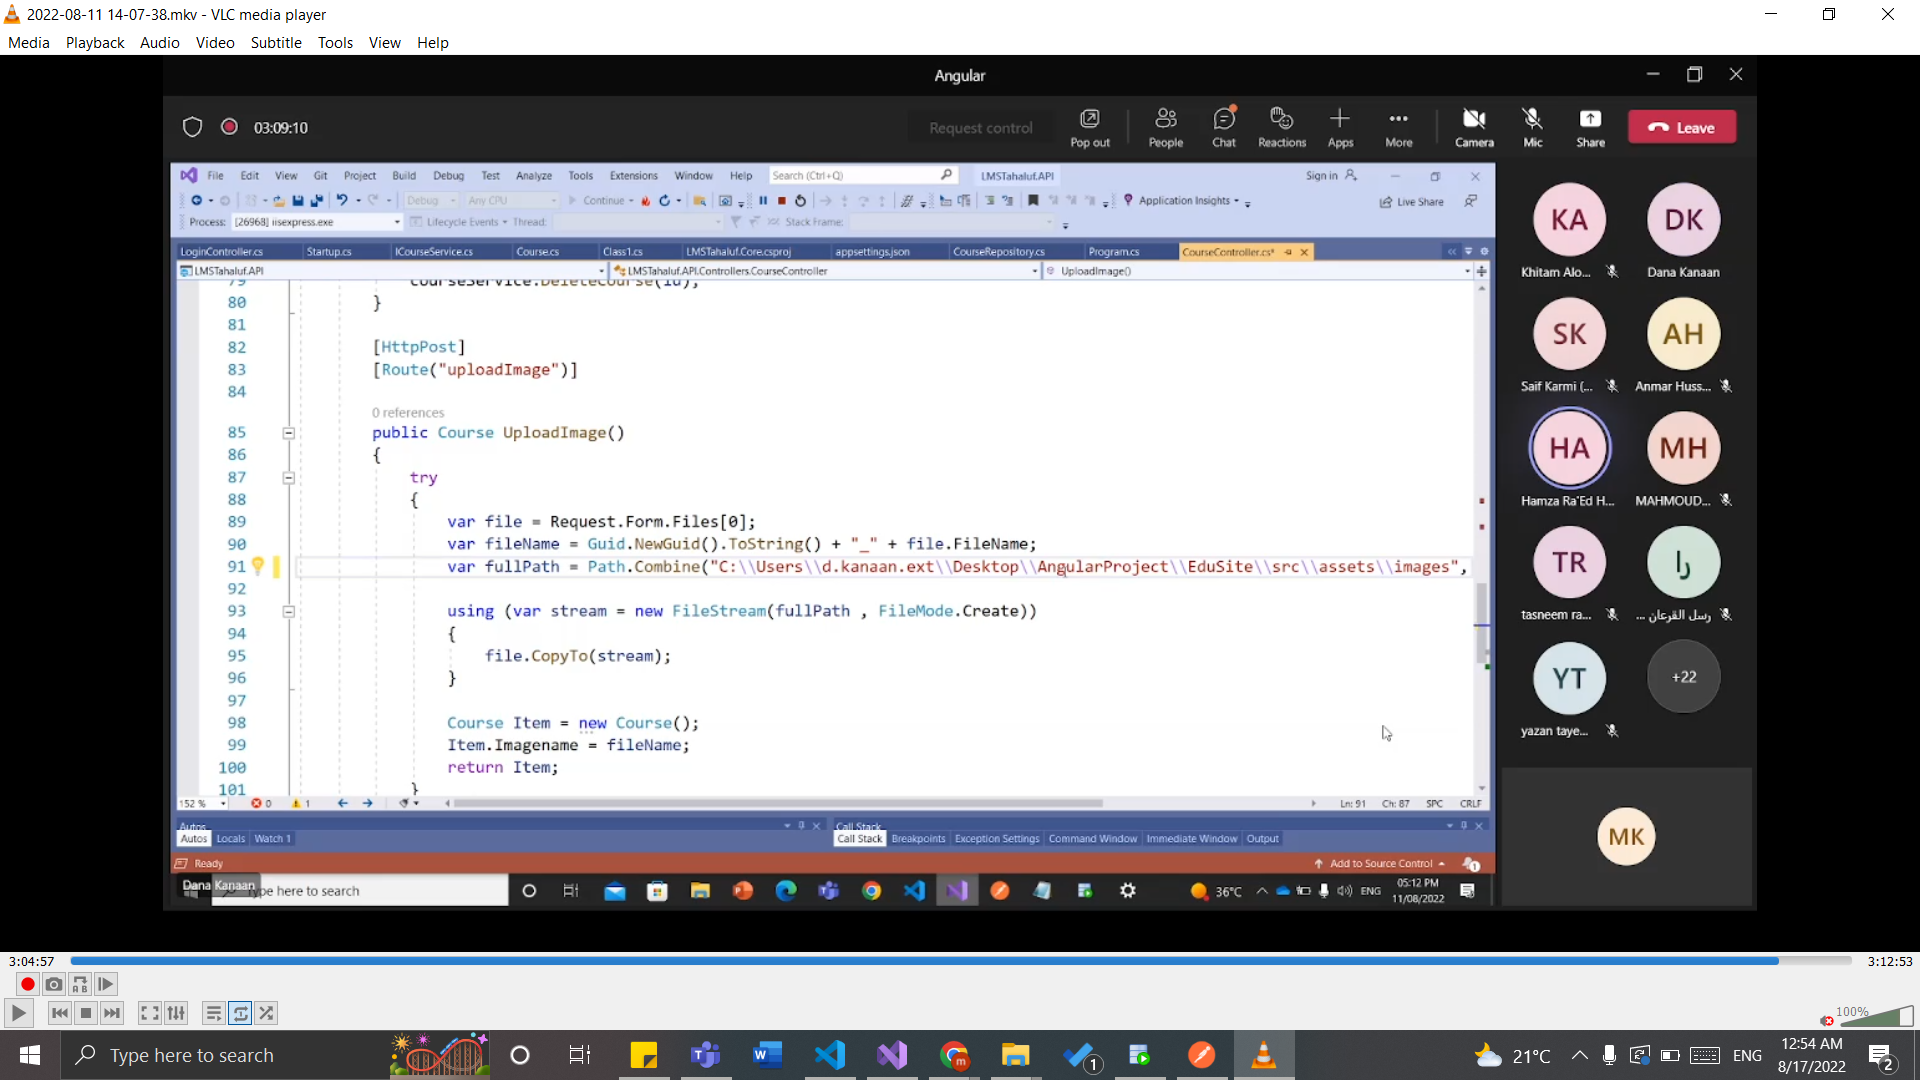 2022-08-11 14-07-38.mkv - VLC media player
Media Playback Audio Video Subtitle Tools View Help
Angular
03:09:10
Request control
Pop out People Chat Reactions Apps More Camera Mic Share Leave
File Edit View Git Project Build Debug Test Analyze Tools Extensions Window Help Search (Ctrl+Q) LMSTahaluf.API Sign in
Debug Any CPU Continue Application Insights Live Share
Process: [26968] iisexpress.exe Lifecycle Events Thread: Stack Frame:
LoginController.cs Startup.cs ICourseService.cs Course.cs Class1.cs LMSTahaluf.Core.csproj appsettings.json CourseRepository.cs Program.cs CourseController.cs*
LMSTahaluf.API LMSTahaluf.API.Controllers.CourseController UploadImage()
79 courseService.DeleteCourse(id);
80 }
81
82 [HttpPost]
83 [Route("uploadImage")]
84
0 references
85 public Course UploadImage()
86 {
87 try
88 {
89 var file = Request.Form.Files[0];
90 var fileName = Guid.NewGuid().ToString() + "_" + file.FileName;
91 var fullPath = Path.Combine("C:\\Users\\d.kanaan.ext\\Desktop\\AngularProject\\EduSite\\src\\assets\\images",
92
93 using (var stream = new FileStream(fullPath , FileMode.Create))
94 {
95 file.CopyTo(stream);
96 }
97
98 Course Item = new Course();
99 Item.Imagename = fileName;
100 return Item;
101 }
152 % 0 1 Ln: 91 Ch: 87 SPC CRLF
Autos Call Stack
Autos Locals Watch 1 Call Stack Breakpoints Exception Settings Command Window Immediate Window Output
Ready Add to Source Control 1
Dana Kanaan Type here to search 36°C ENG 05:12 PM
11/08/2022
KA DK
Khitam Alo... Dana Kanaan
SK AH
Saif Karmi (... Anmar Huss...
HA MH
Hamza Ra'Ed H... MAHMOUD...
TR را
tasneem ra... رسل القرعان ...
YT +22
yazan taye...
MK
3:04:57 3:12:53
100%
Type here to search 1 21°C ENG 12:54 AM
8/17/2022 2